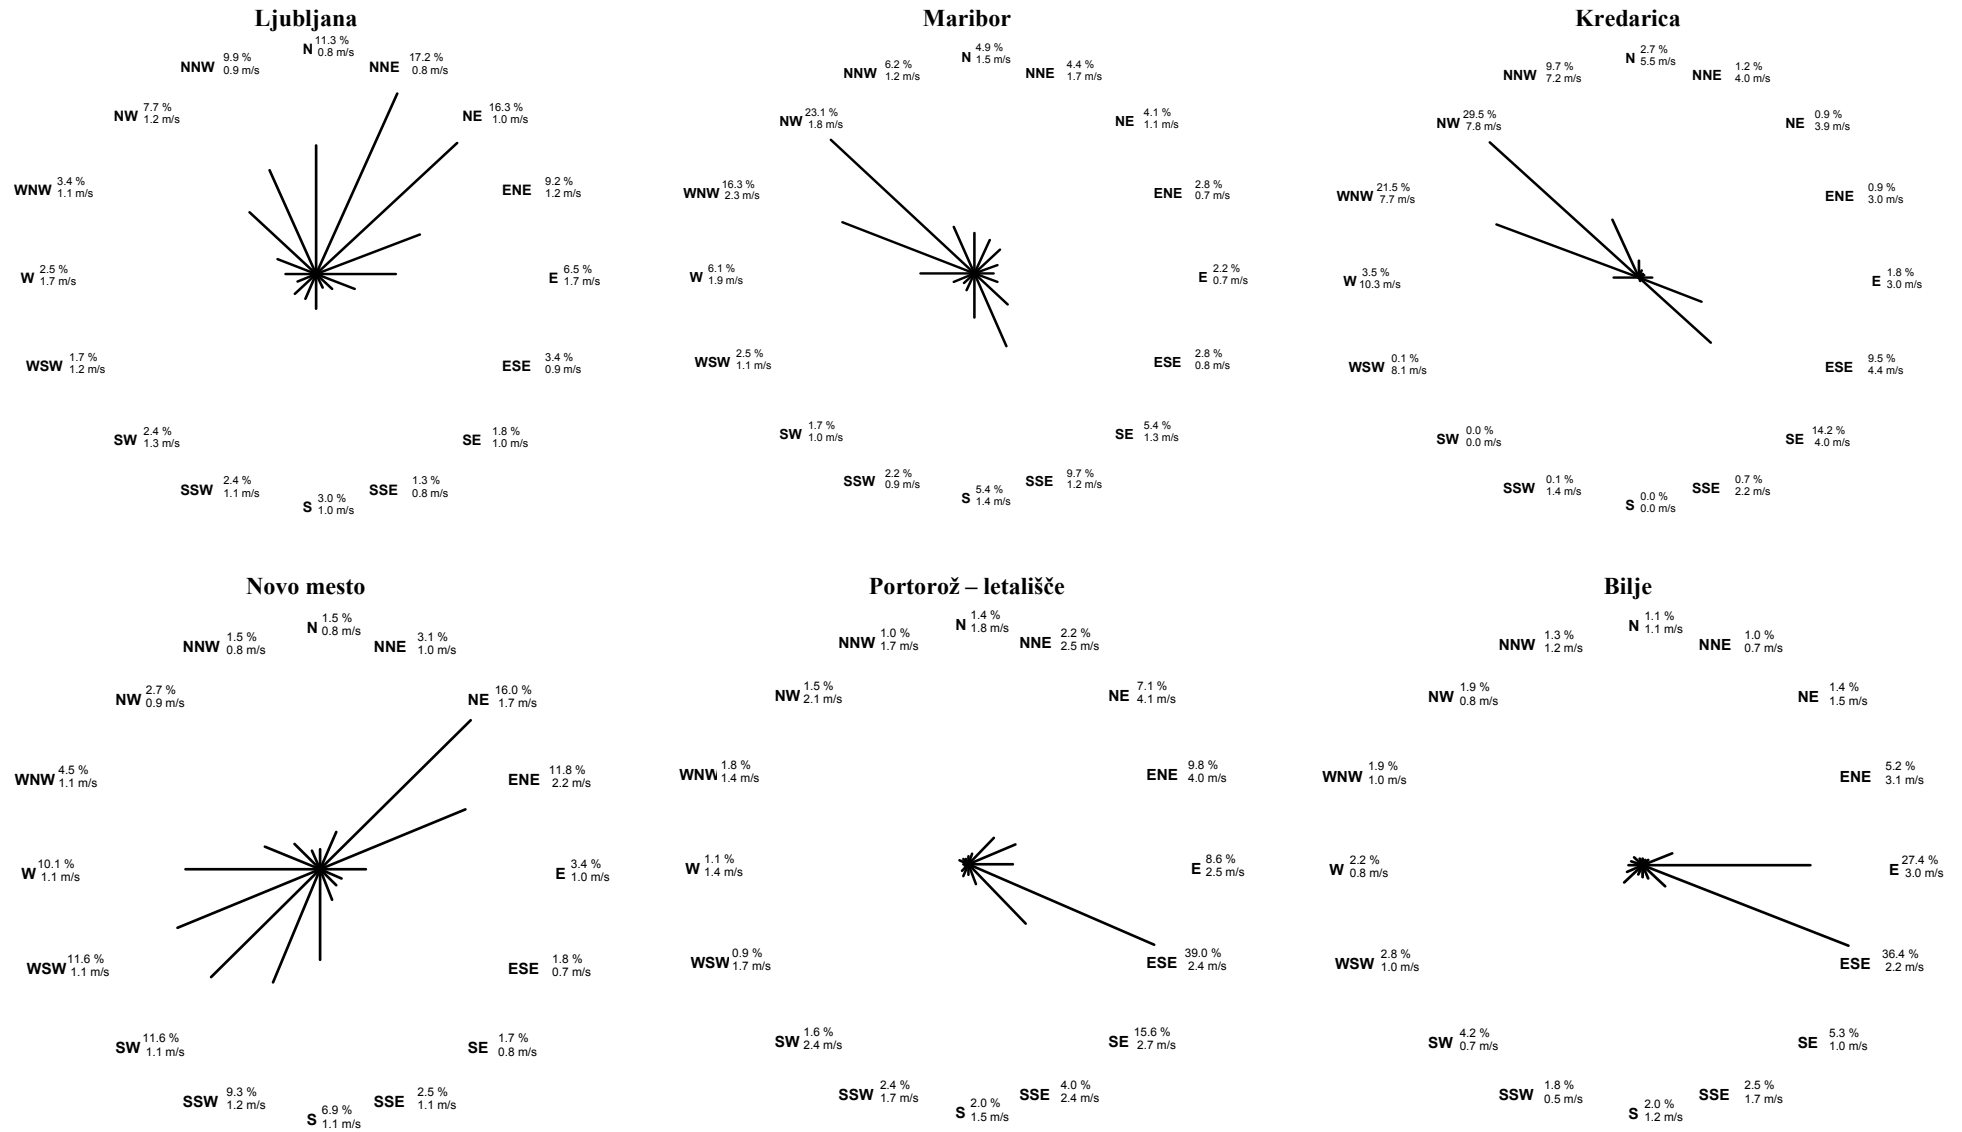 Ljubljana
N 11.3 %
0.8 m/s
NNE 17.2 %
0.8 m/s
NE 16.3 %
1.0 m/s
ENE 9.2 %
1.2 m/s
E 6.5 %
1.7 m/s
ESE 3.4 %
0.9 m/s
SE 1.8 %
1.0 m/s
SSE 1.3 %
0.8 m/s
S 3.0 %
1.0 m/s
SSW 2.4 %
1.1 m/s
SW 2.4 %
1.3 m/s
WSW 1.7 %
1.2 m/s
W 2.5 %
1.7 m/s
WNW 3.4 %
1.1 m/s
NW 7.7 %
1.2 m/s
NNW 9.9 %
0.9 m/s
Maribor
N 4.9 %
1.5 m/s
NNE 4.4 %
1.7 m/s
NE 4.1 %
1.1 m/s
ENE 2.8 %
0.7 m/s
E 2.2 %
0.7 m/s
ESE 2.8 %
0.8 m/s
SE 5.4 %
1.3 m/s
SSE 9.7 %
1.2 m/s
S 5.4 %
1.4 m/s
SSW 2.2 %
0.9 m/s
SW 1.7 %
1.0 m/s
WSW 2.5 %
1.1 m/s
W 6.1 %
1.9 m/s
WNW 16.3 %
2.3 m/s
NW 23.1 %
1.8 m/s
NNW 6.2 %
1.2 m/s
Kredarica
N 2.7 %
5.5 m/s
NNE 1.2 %
4.0 m/s
NE 0.9 %
3.9 m/s
ENE 0.9 %
3.0 m/s
E 1.8 %
3.0 m/s
ESE 9.5 %
4.4 m/s
SE 14.2 %
4.0 m/s
SSE 0.7 %
2.2 m/s
S 0.0 %
0.0 m/s
SSW 0.1 %
1.4 m/s
SW 0.0 %
0.0 m/s
WSW 0.1 %
8.1 m/s
W 3.5 %
10.3 m/s
WNW 21.5 %
7.7 m/s
NW 29.5 %
7.8 m/s
NNW 9.7 %
7.2 m/s
Novo mesto
N 1.5 %
0.8 m/s
NNE 3.1 %
1.0 m/s
NE 16.0 %
1.7 m/s
ENE 11.8 %
2.2 m/s
E 3.4 %
1.0 m/s
ESE 1.8 %
0.7 m/s
SE 1.7 %
0.8 m/s
SSE 2.5 %
1.1 m/s
S 6.9 %
1.1 m/s
SSW 9.3 %
1.2 m/s
SW 11.6 %
1.1 m/s
WSW 11.6 %
1.1 m/s
W 10.1 %
1.1 m/s
WNW 4.5 %
1.1 m/s
NW 2.7 %
0.9 m/s
NNW 1.5 %
0.8 m/s
Portorož – letališče
N 1.4 %
1.8 m/s
NNE 2.2 %
2.5 m/s
NE 7.1 %
4.1 m/s
ENE 9.8 %
4.0 m/s
E 8.6 %
2.5 m/s
ESE 39.0 %
2.4 m/s
SE 15.6 %
2.7 m/s
SSE 4.0 %
2.4 m/s
S 2.0 %
1.5 m/s
SSW 2.4 %
1.7 m/s
SW 1.6 %
2.4 m/s
WSW 0.9 %
1.7 m/s
W 1.1 %
1.4 m/s
WNW 1.8 %
1.4 m/s
NW 1.5 %
2.1 m/s
NNW 1.0 %
1.7 m/s
Bilje
N 1.1 %
1.1 m/s
NNE 1.0 %
0.7 m/s
NE 1.4 %
1.5 m/s
ENE 5.2 %
3.1 m/s
E 27.4 %
3.0 m/s
ESE 36.4 %
2.2 m/s
SE 5.3 %
1.0 m/s
SSE 2.5 %
1.7 m/s
S 2.0 %
1.2 m/s
SSW 1.8 %
0.5 m/s
SW 4.2 %
0.7 m/s
WSW 2.8 %
1.0 m/s
W 2.2 %
0.8 m/s
WNW 1.9 %
1.0 m/s
NW 1.9 %
0.8 m/s
NNW 1.3 %
1.2 m/s